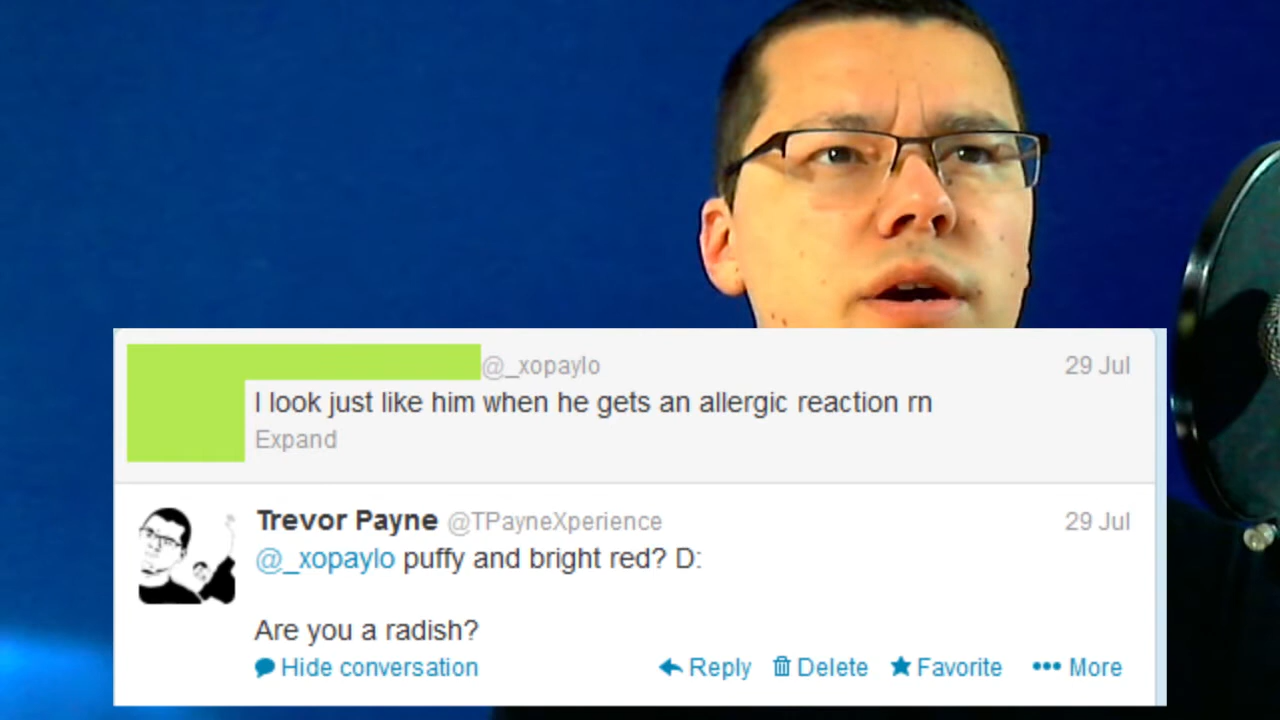 @_xopaylo 29 Jul
I look just like him when he gets an allergic reaction rn
Expand
Trevor Payne @TPayneXperience 29 Jul
@_xopaylo puffy and bright red? D:
Are you a radish?
Hide conversation Reply Delete Favorite More